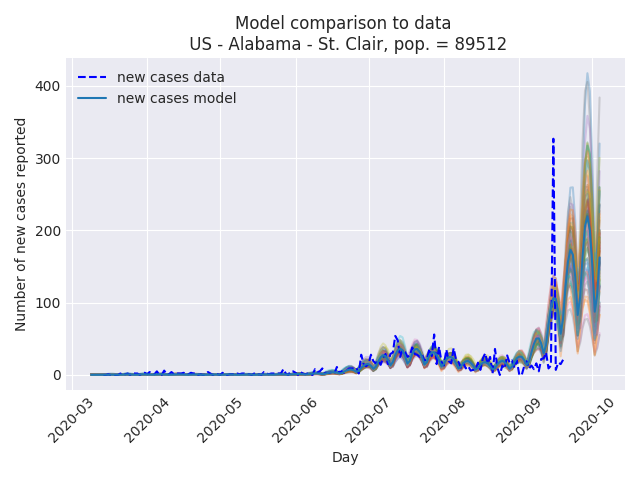 Model comparison to data
US - Alabama - St. Clair, pop. = 89512
new cases data
new cases model
Number of new cases reported
400
300
200
100
0
2020-03
2020-04
2020-05
2020-06
2020-07
2020-08
2020-09
2020-10
Day